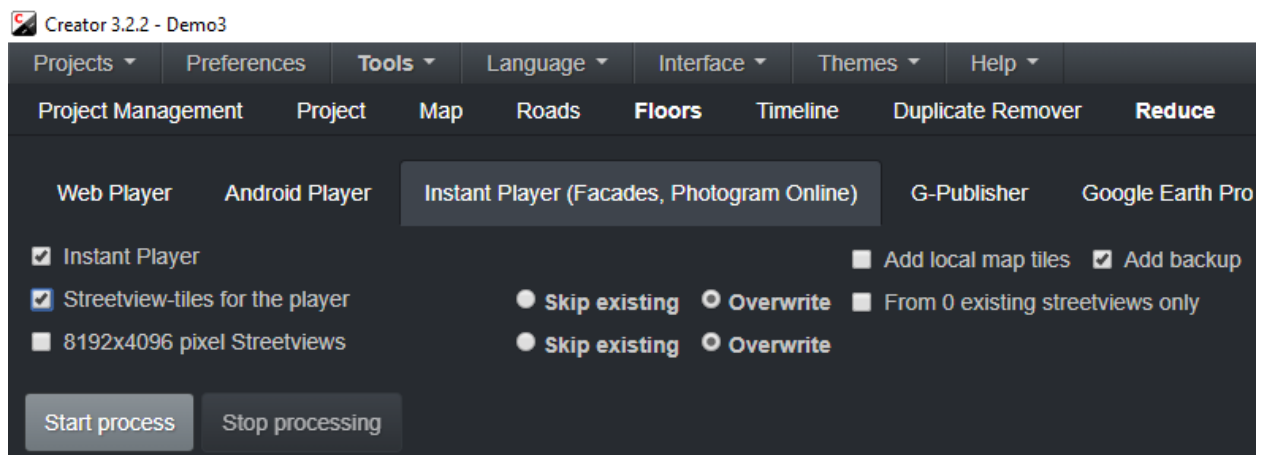 Creator 3.2.2 - Demo3
Projects Preferences Tools Language Interface Themes Help
Project Management Project Map Roads Floors Timeline Duplicate Remover Reduce
Web Player Android Player Instant Player (Facades, Photogram Online) G-Publisher Google Earth Pro
Instant Player Add local map tiles Add backup
Streetview-tiles for the player Skip existing Overwrite From 0 existing streetviews only
8192x4096 pixel Streetviews Skip existing Overwrite
Start process Stop processing